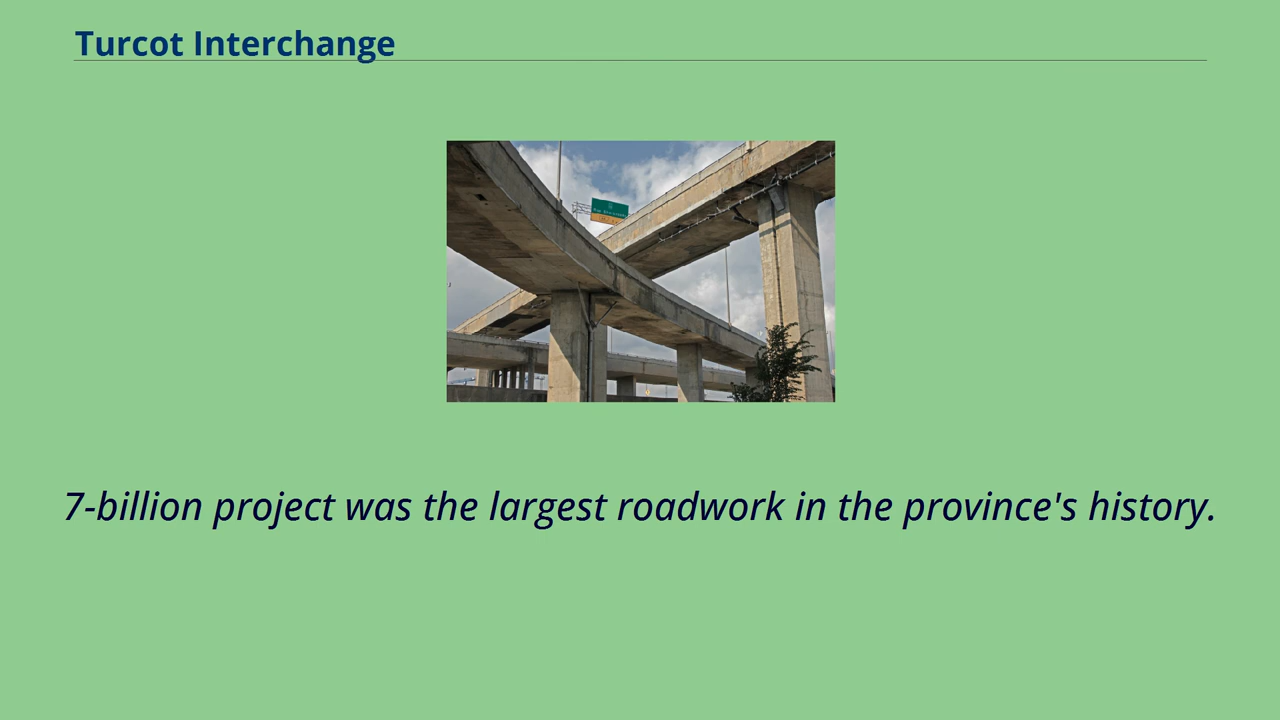 Turcot Interchange
7-billion project was the largest roadwork in the province's history.